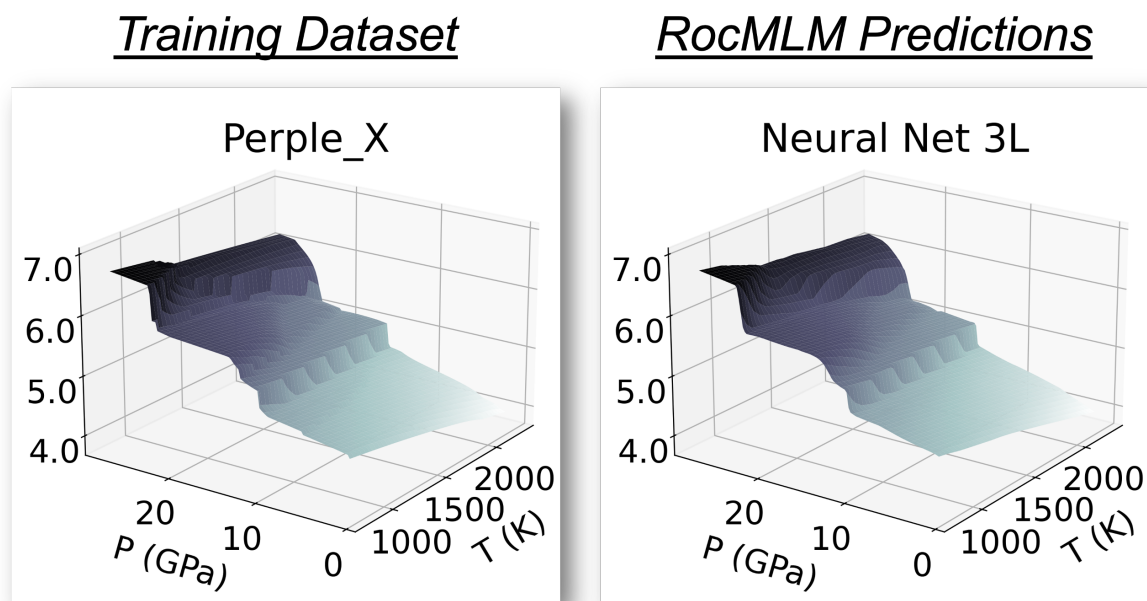 Training Dataset
RocMLM Predictions
Perple_X
7.0
6.0
5.0
4.0
20
10
0
P (GPa)
1000
1500
2000
T (K)
Neural Net 3L
7.0
6.0
5.0
4.0
20
10
0
P (GPa)
1000
1500
2000
T (K)